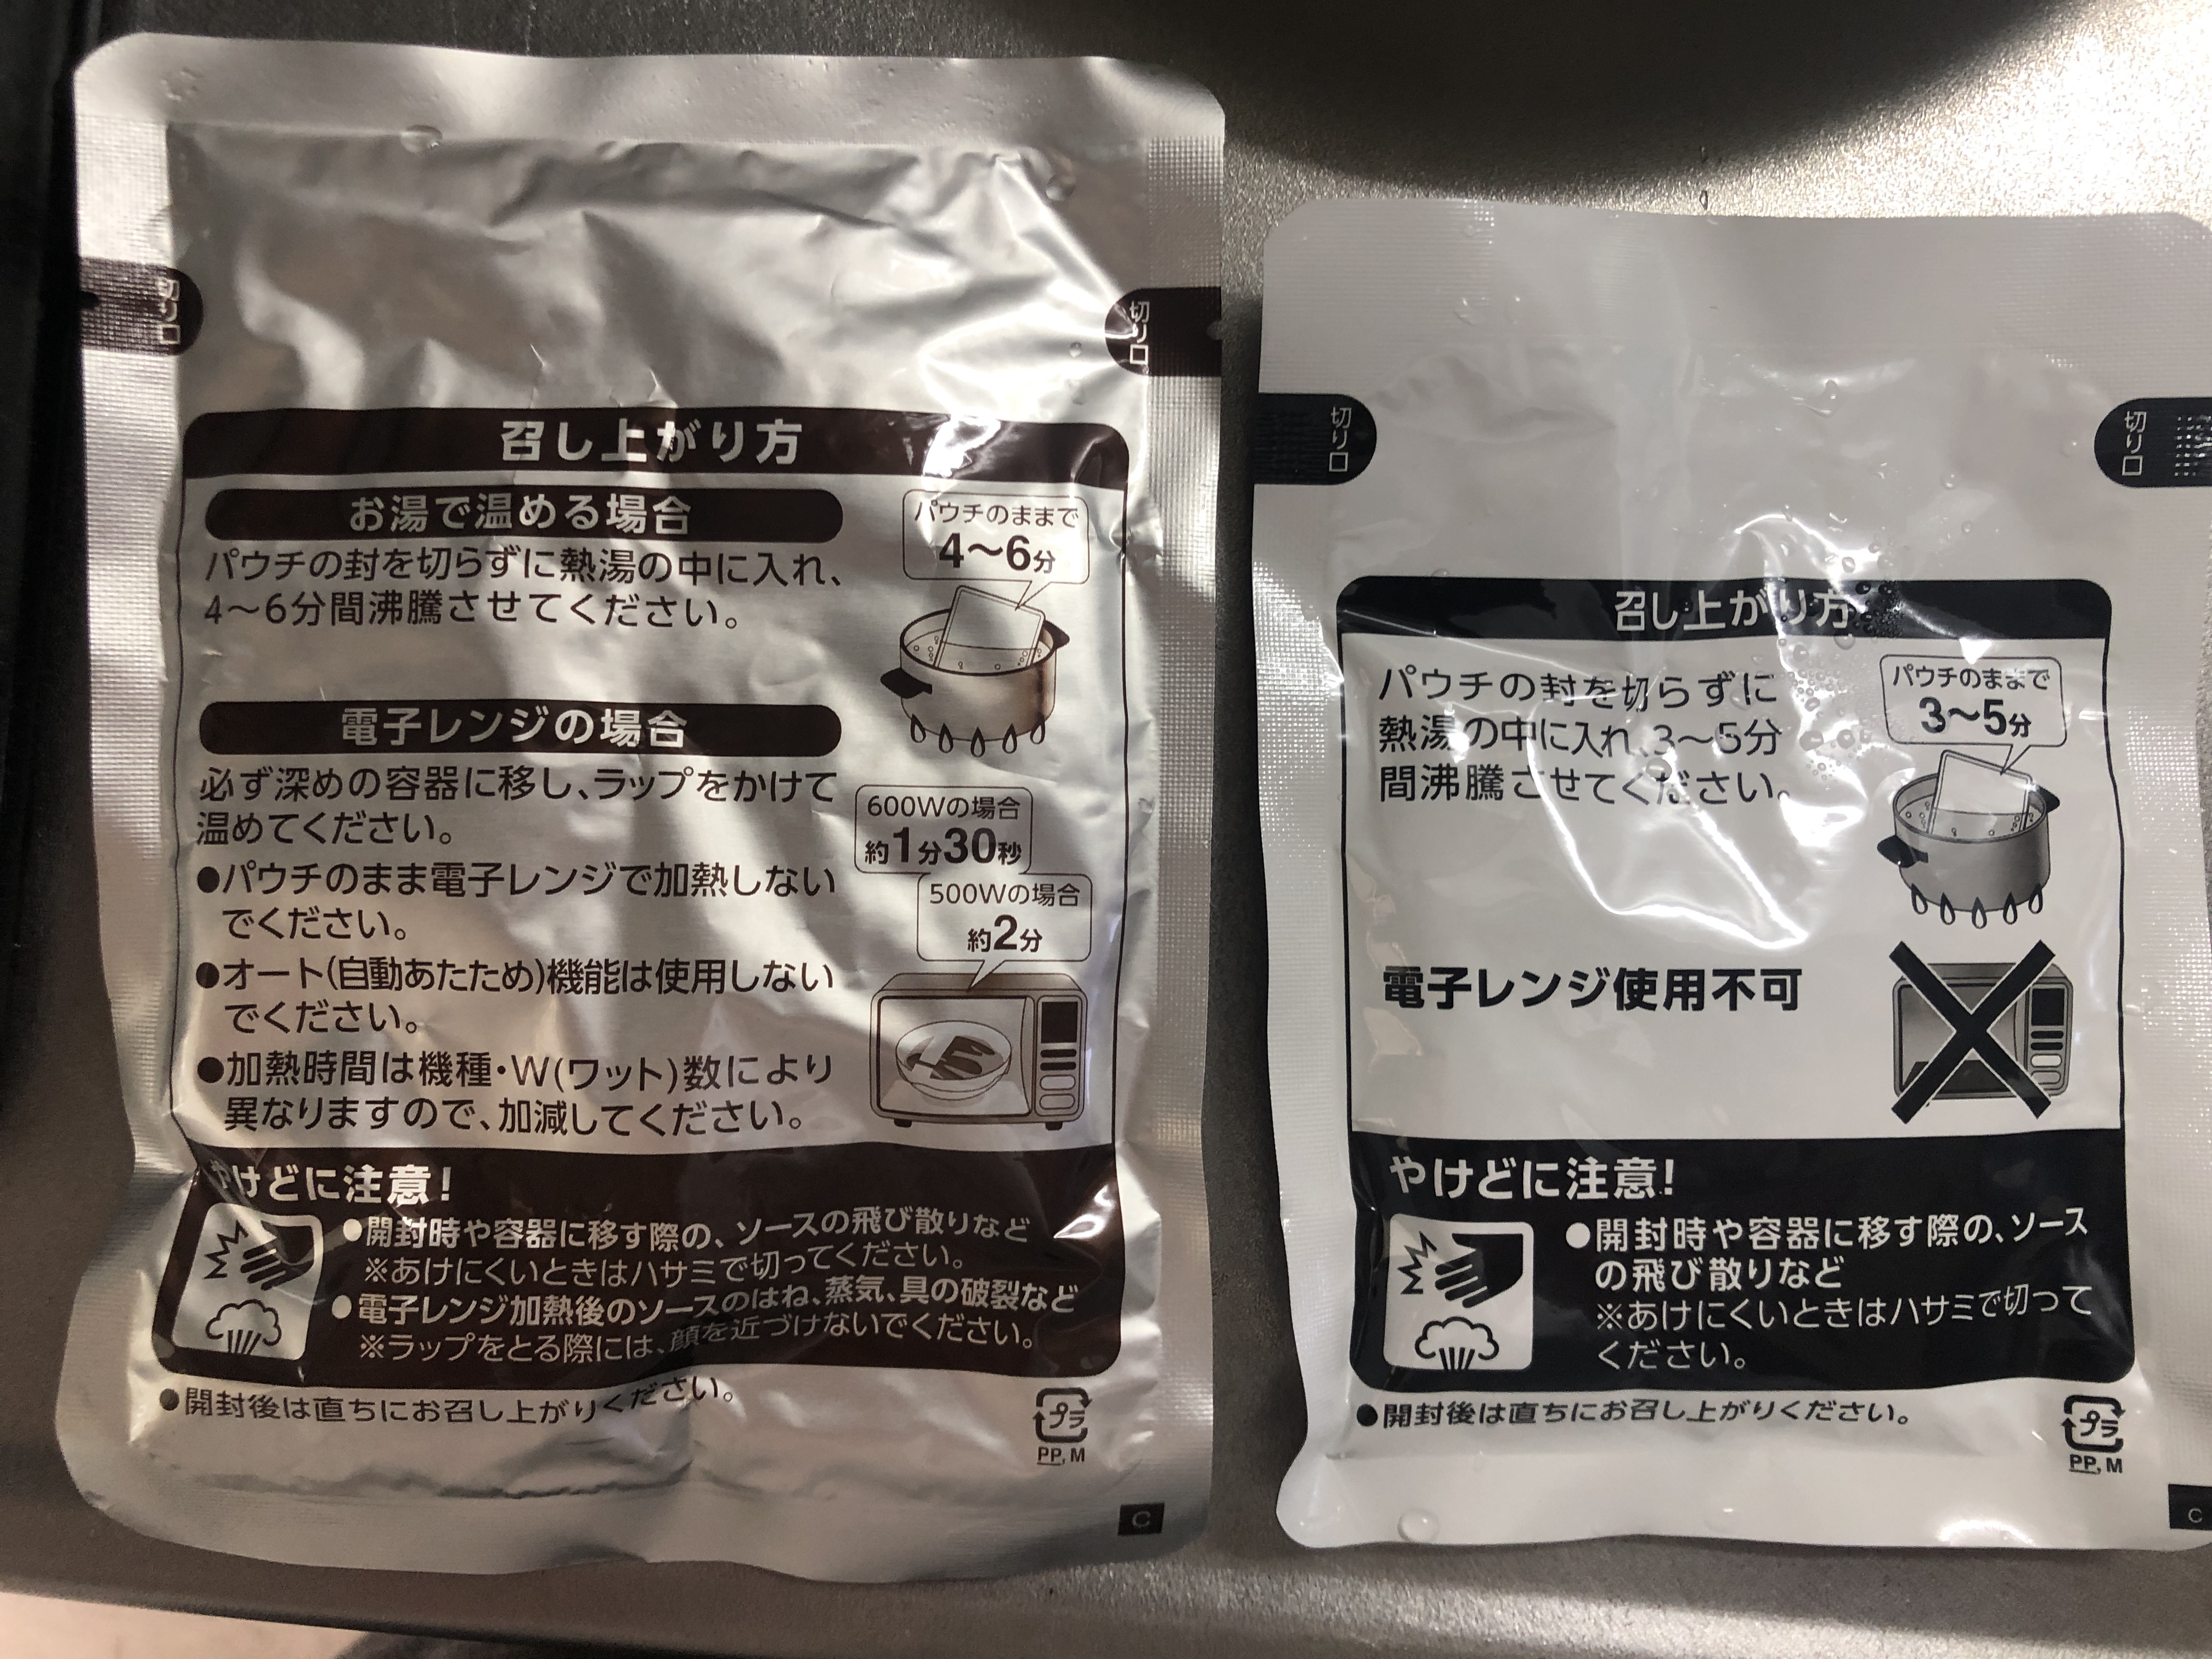 切り口
切り口
召し上がり方
お湯で温める場合
パウチの封を切らずに熱湯の中に入れ、
4〜6分間沸騰させてください。
パウチのままで
4〜6分
電子レンジの場合
必ず深めの容器に移し、ラップをかけて
温めてください。
●パウチのまま電子レンジで加熱しない
でください。
●オート(自動あたため)機能は使用しない
でください。
●加熱時間は機種・W(ワット)数により
異なりますので、加減してください。
600Wの場合
約1分30秒
500Wの場合
約2分
やけどに注意!
●開封時や容器に移す際の、ソースの飛び散りなど
※あけにくいときはハサミで切ってください。
●電子レンジ加熱後のソースのはね、蒸気、具の破裂など
※ラップをとる際には、顔を近づけないでください。
●開封後は直ちにお召し上がりください。
プラ
PP, M
C
切り口
切り口
召し上がり方
パウチの封を切らずに
熱湯の中に入れ、3〜5分
間沸騰させてください。
パウチのままで
3〜5分
電子レンジ使用不可
やけどに注意!
●開封時や容器に移す際の、ソース
の飛び散りなど
※あけにくいときはハサミで切って
ください。
●開封後は直ちにお召し上がりください。
プラ
PP, M
C